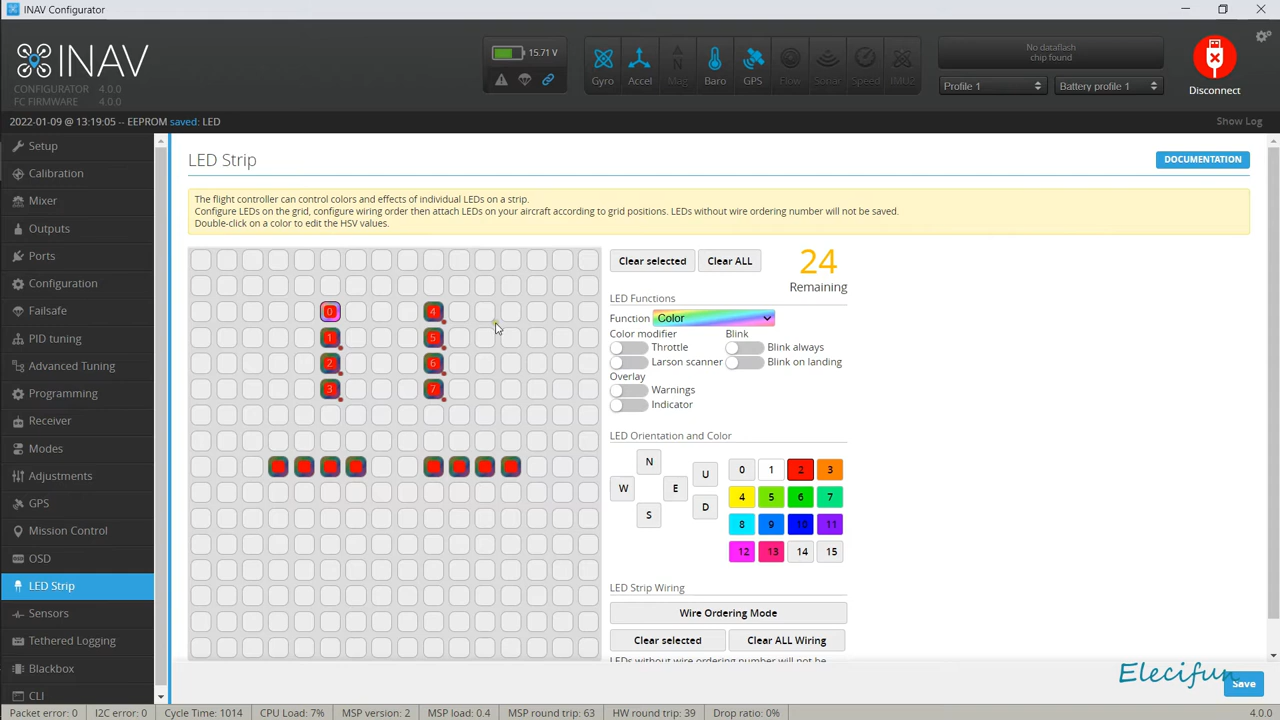 INAV Configurator
INAV
CONFIGURATOR 4.0.0
FC FIRMWARE 4.0.0
15.71 V
Gyro
Accel
Mag
Baro
GPS
Flow
Sonar
Speed
IMU2
No dataflash
chip found
Profile 1
Battery profile 1
Disconnect
2022-01-09 @ 13:19:05 -- EEPROM saved: LED
Show Log
Setup
Calibration
Mixer
Outputs
Ports
Configuration
Failsafe
PID tuning
Advanced Tuning
Programming
Receiver
Modes
Adjustments
GPS
Mission Control
OSD
LED Strip
Sensors
Tethered Logging
Blackbox
CLI
LED Strip
DOCUMENTATION
The flight controller can control colors and effects of individual LEDs on a strip.
Configure LEDs on the grid, configure wiring order then attach LEDs on your aircraft according to grid positions. LEDs without wire ordering number will not be saved.
Double-click on a color to edit the HSV values.
0 4
1 5
2 6
3 7
Clear selected
Clear ALL
24
Remaining
LED Functions
Function Color
Color modifier Blink
Throttle Blink always
Larson scanner Blink on landing
Overlay
Warnings
Indicator
LED Orientation and Color
N
W E
S
U
D
0 1 2 3
4 5 6 7
8 9 10 11
12 13 14 15
LED Strip Wiring
Wire Ordering Mode
Clear selected
Clear ALL Wiring
LEDs without wire ordering number will not be
Elecifun
Save
Packet error: 0
I2C error: 0
Cycle Time: 1014
CPU Load: 7%
MSP version: 2
MSP load: 0.4
MSP round trip: 63
HW round trip: 39
Drop ratio: 0%
4.0.0